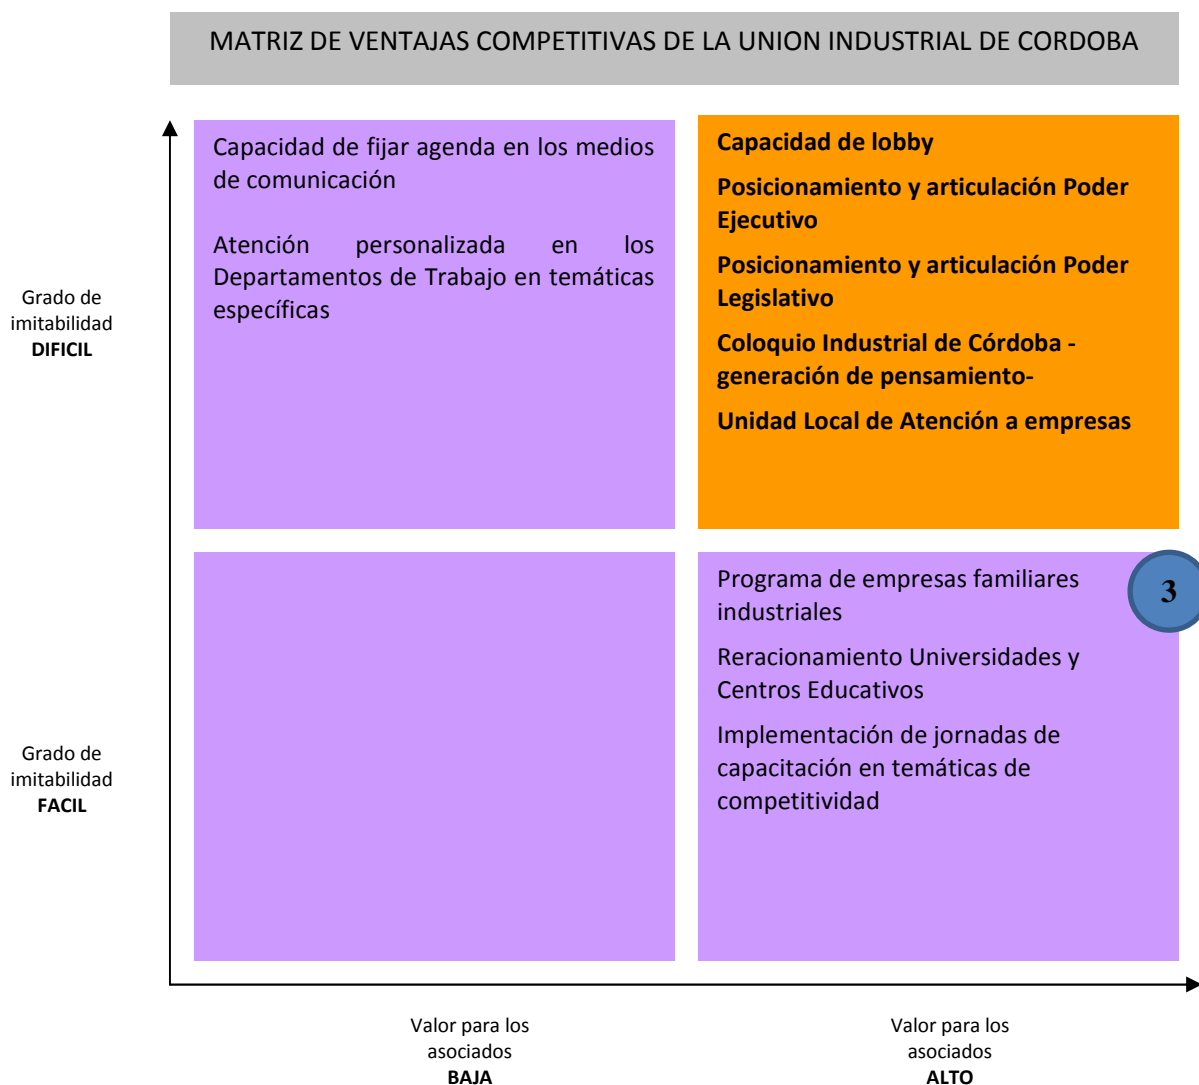 MATRIZ DE VENTAJAS COMPETITIVAS DE LA UNION INDUSTRIAL DE CORDOBA
Capacidad de fijar agenda en los medios
de comunicación
Atención personalizada en los
Departamentos de Trabajo en temáticas
específicas
Capacidad de lobby
Posicionamiento y articulación Poder
Ejecutivo
Posicionamiento y articulación Poder
Legislativo
Coloquio Industrial de Córdoba -
generación de pensamiento-
Unidad Local de Atención a empresas
Grado de
imitabilidad
DIFICIL
Programa de empresas familiares
industriales
Reracionamiento Universidades y
Centros Educativos
Implementación de jornadas de
capacitación en temáticas de
competitividad
3
Grado de
imitabilidad
FACIL
Valor para los
asociados
BAJA
Valor para los
asociados
ALTO